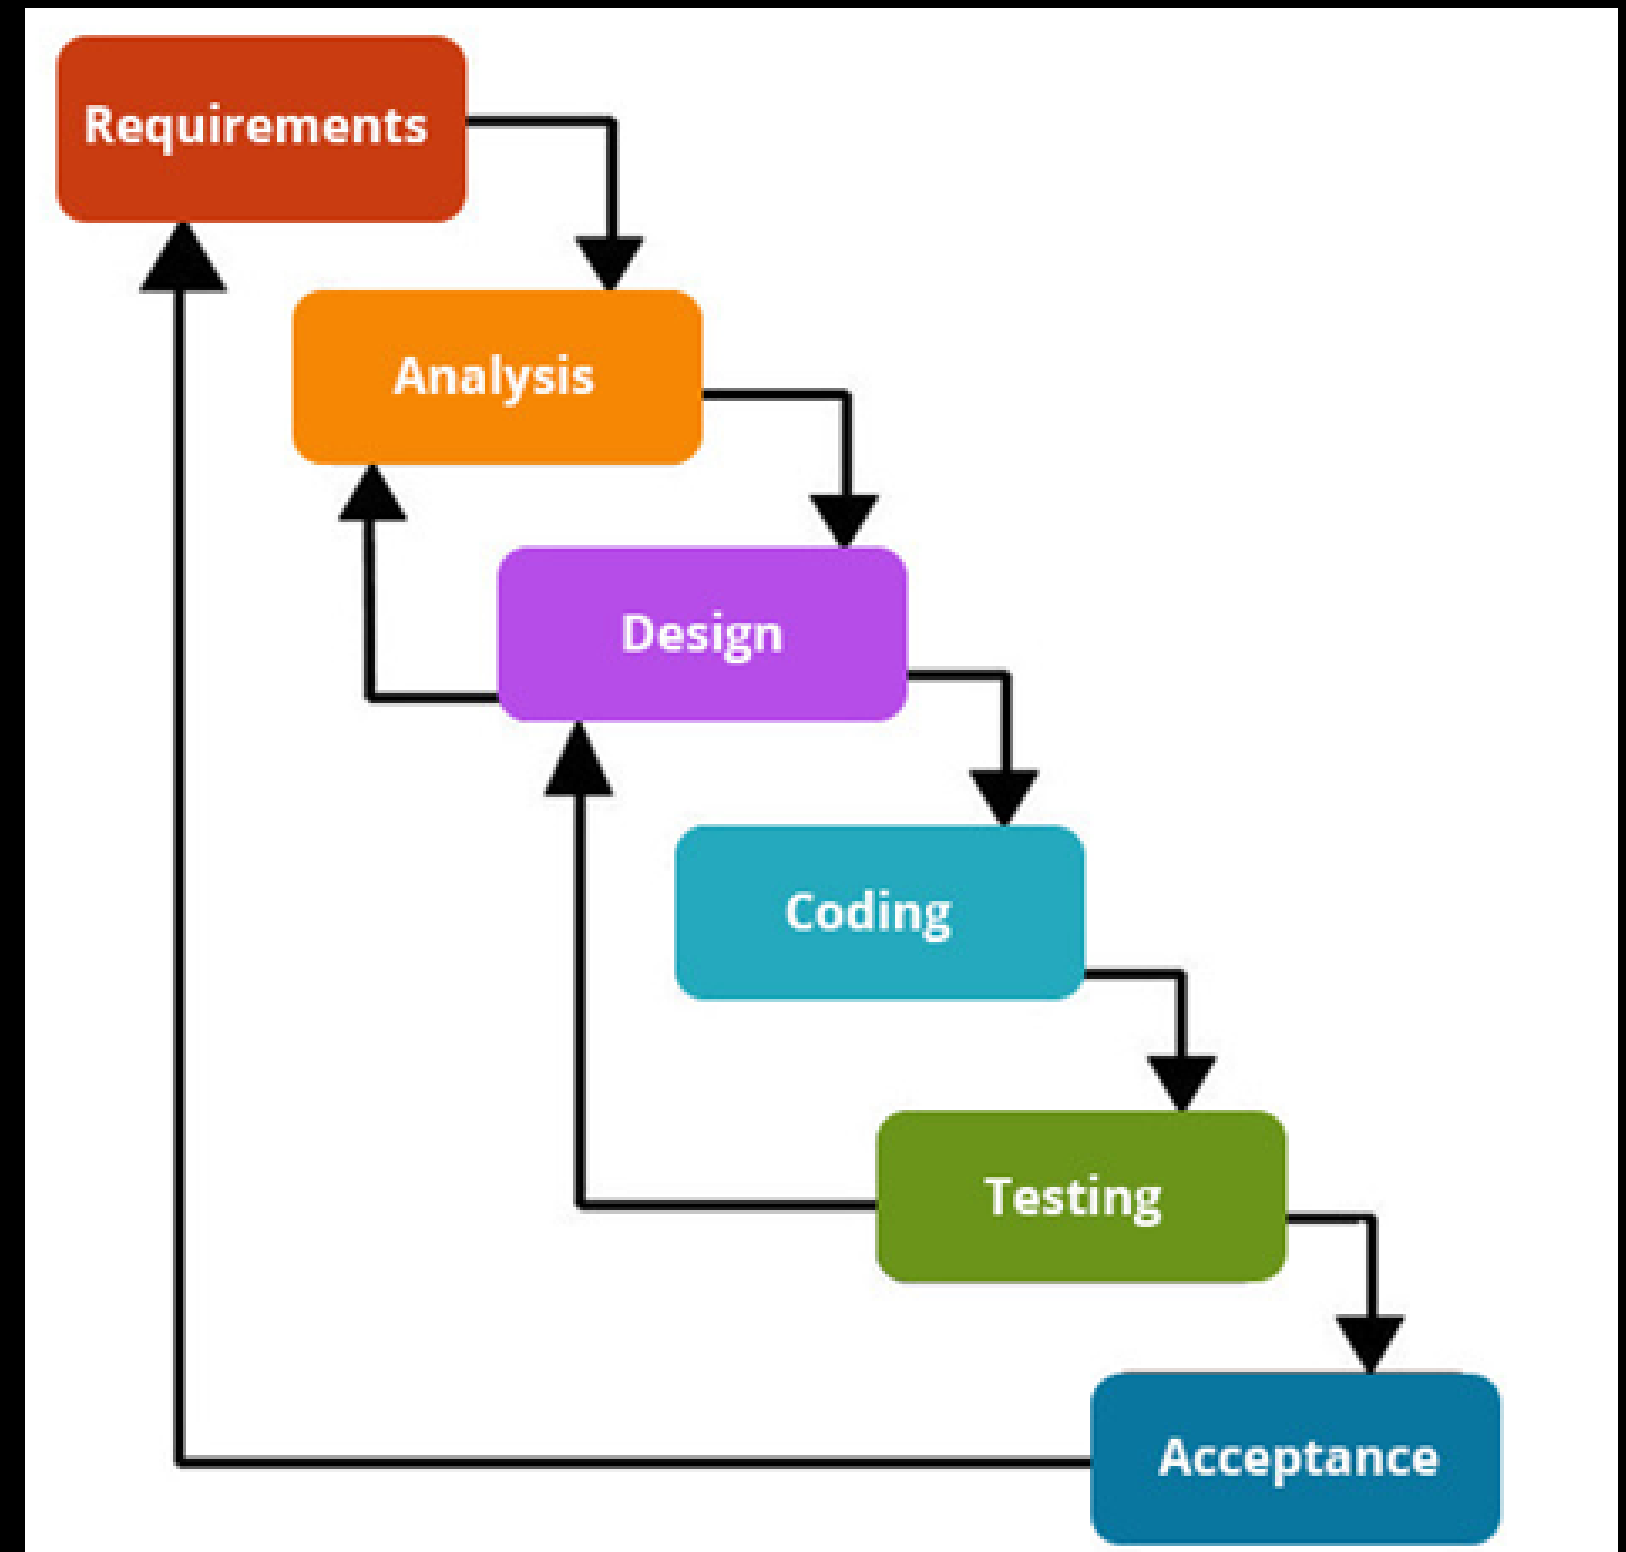 Requirements
Analysis
Design
Coding
Testing
Acceptance